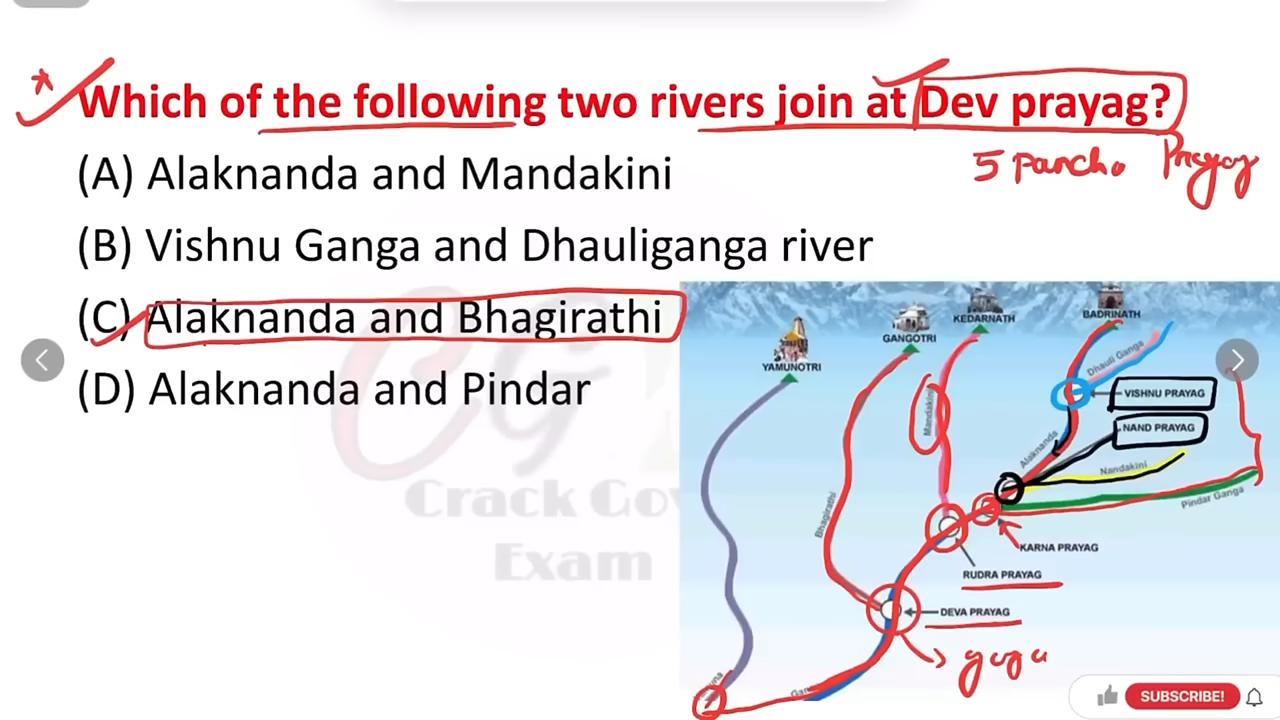 Which of the following two rivers join at Dev prayag?
5 Pancho Prayag
(A) Alaknanda and Mandakini
(B) Vishnu Ganga and Dhauliganga river
(C) Alaknanda and Bhagirathi
(D) Alaknanda and Pindar
Crack Gov
Exam
YAMUNOTRI
GANGOTRI
KEDARNATH
BADRINATH
Dhauli Ganga
VISHNU PRAYAG
Mandakini
NAND PRAYAG
Alaknanda
Nandakini
Pindar Ganga
Bhagirathi
KARNA PRAYAG
RUDRA PRAYAG
DEVA PRAYAG
SUBSCRIBE!